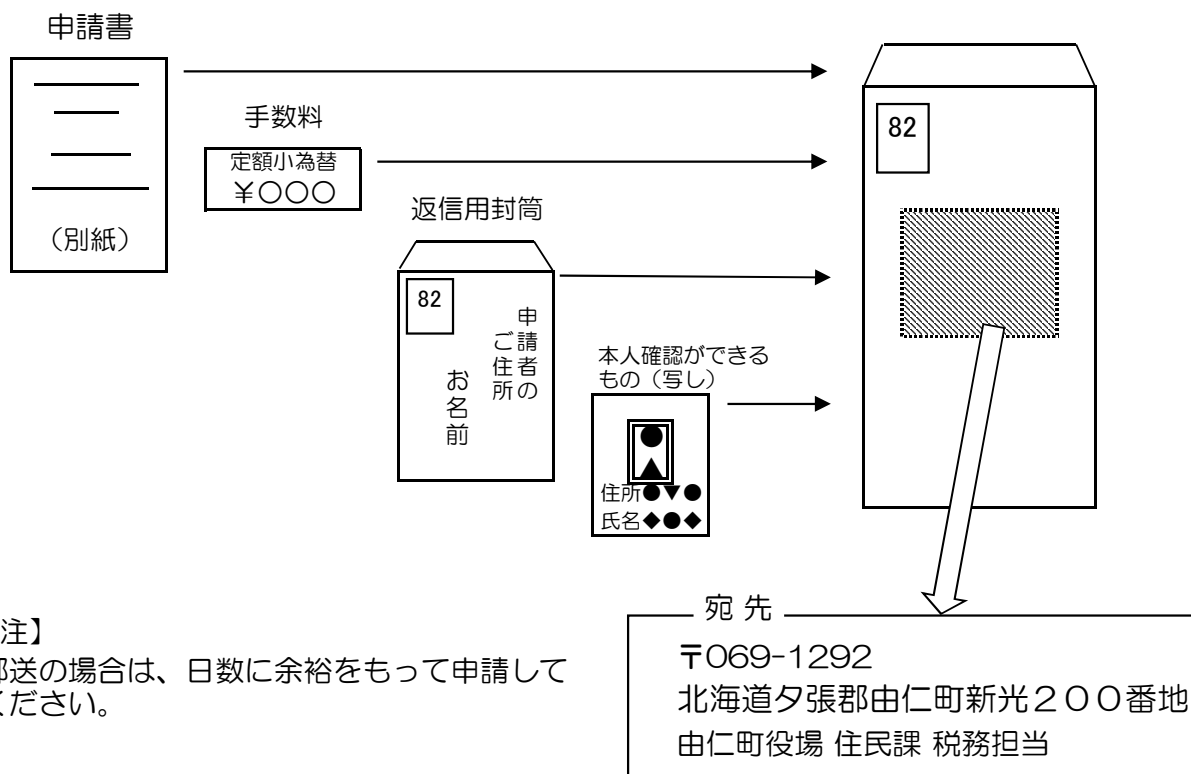 申請書
(別紙)
手数料
定額小為替
¥○○○
返信用封筒
82
申請者の
ご住所
お名前
本人確認ができる
もの(写し)
住所●▼●
氏名◆●◆
82
注】
郵送の場合は、日数に余裕をもって申請して
ください。
宛 先
〒069-1292
北海道夕張郡由仁町新光200番地
由仁町役場 住民課 税務担当